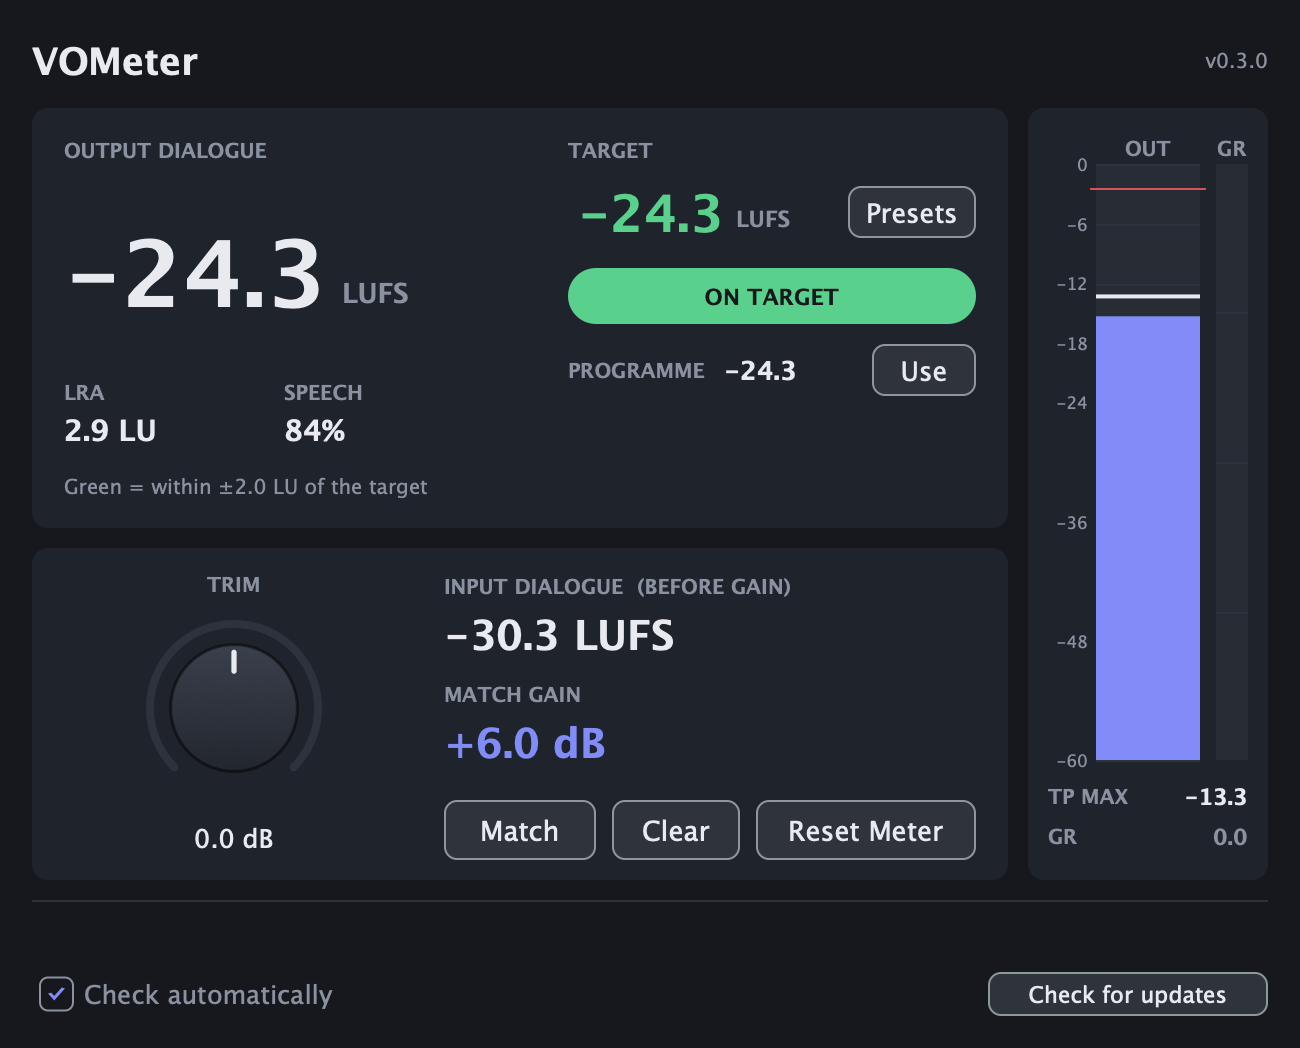 VOMeter
v0.3.0
OUTPUT DIALOGUE
−24.3 LUFS
LRA
2.9 LU
SPEECH
84%
Green = within ±2.0 LU of the target
TARGET
−24.3 LUFS
Presets
ON TARGET
PROGRAMME −24.3
Use
TRIM
0.0 dB
INPUT DIALOGUE (BEFORE GAIN)
−30.3 LUFS
MATCH GAIN
+6.0 dB
Match
Clear
Reset Meter
OUT
GR
0
−6
−12
−18
−24
−36
−48
−60
TP MAX −13.3
GR 0.0
Check automatically
Check for updates